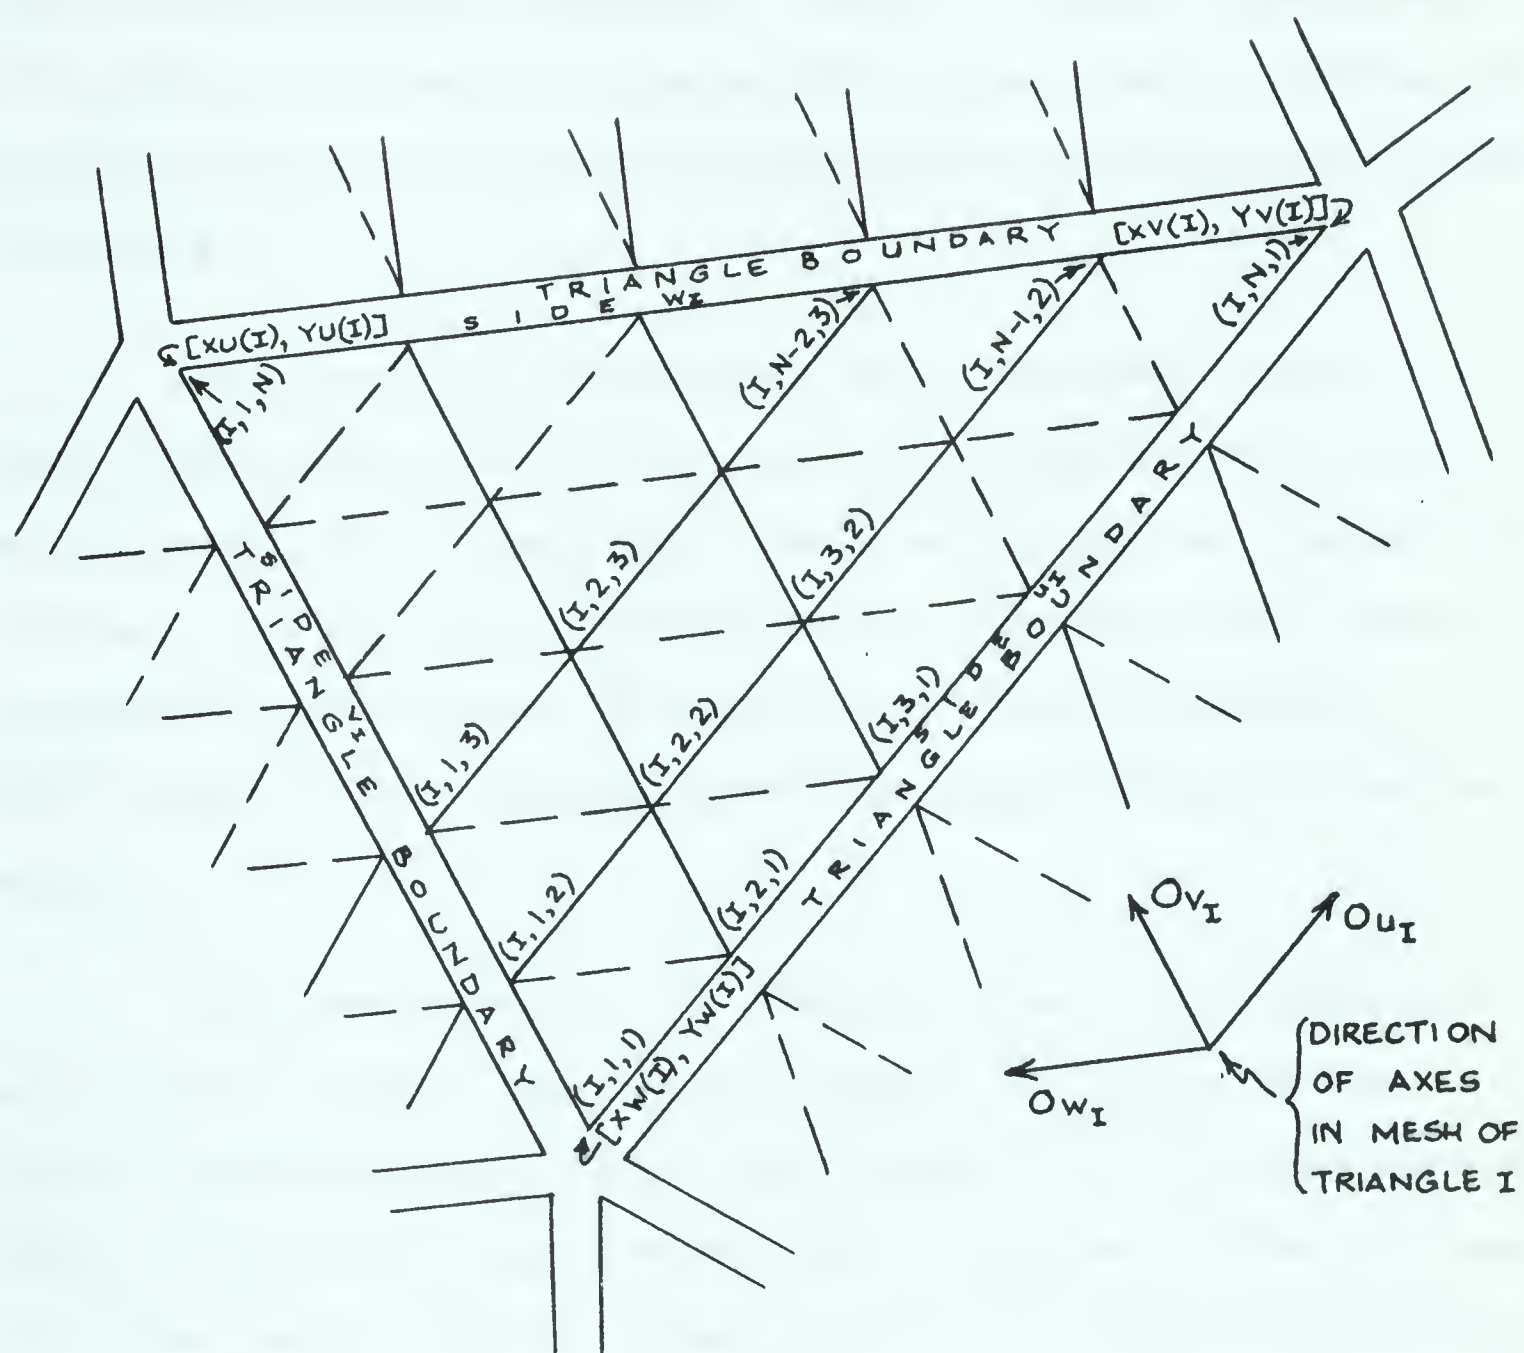 TRIANGLE BOUNDARY
SIDE wI
[XU(I), YU(I)]
[XV(I), YV(I)]
(I,1,N)
(I,N-2,3)
(I,N-1,2)
(I,N,1)
(I,2,3)
(I,3,2)
(I,1,3)
(I,2,2)
(I,3,1)
(I,1,2)
(I,2,1)
(I,1,1)
[XW(I), YW(I)]
SIDE vI
TRIANGLE BOUNDARY
SIDE uI
TRIANGLE BOUNDARY
OvI
OuI
OwI
DIRECTION
OF AXES
IN MESH OF
TRIANGLE I